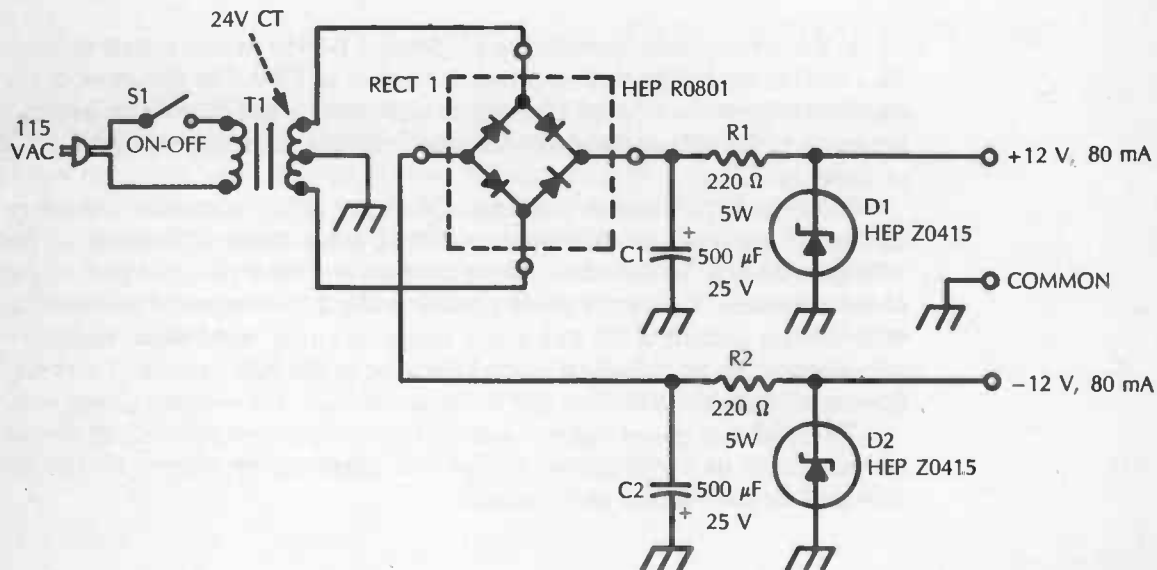 24V CT
S1
T1
115
VAC
ON-OFF
RECT 1
HEP R0801
R1
220 Ω
5W
+12 V, 80 mA
D1
HEP Z0415
C1
+
500 μF
25 V
COMMON
R2
220 Ω
5W
−12 V, 80 mA
D2
HEP Z0415
C2
500 μF
+
25 V